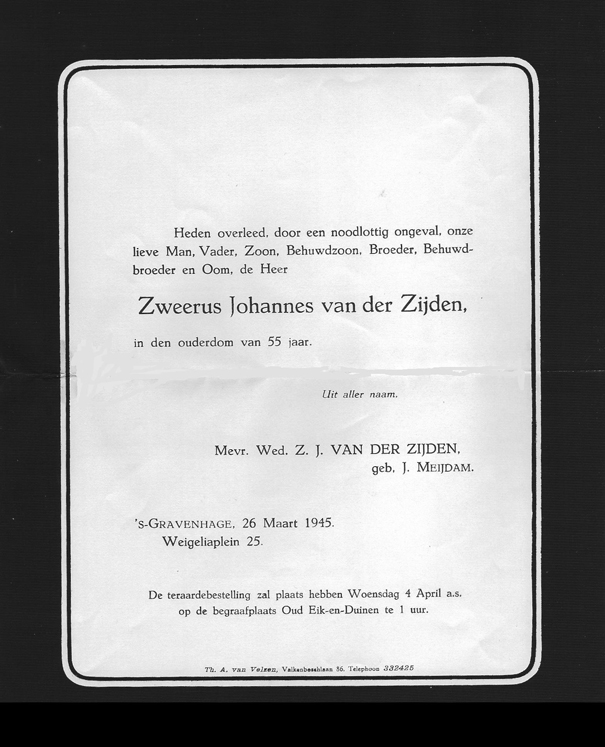 Heden overleed, door een noodlottig ongeval, onze
lieve Man, Vader, Zoon, Behuwdzoon, Broeder, Behuwd-
broeder en Oom, de Heer
Zweerus Johannes van der Zijden,
in den ouderdom van 55 jaar.
Uit aller naam,
Mevr. Wed. Z. J. VAN DER ZIJDEN,
geb. J. MEIJDAM.
'S-GRAVENHAGE, 26 Maart 1945.
Weigeliaplein 25.
De teraardebestelling zal plaats hebben Woensdag 4 April a.s.
op de begraafplaats Oud Eik-en-Duinen te 1 uur.
Th. A. van Velzen, Valkenboschlaan 36. Telephoon 332425